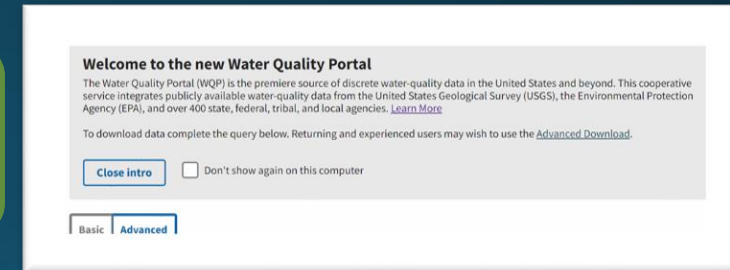 Welcome to the new Water Quality Portal
The Water Quality Portal (WQP) is the premiere source of discrete water-quality data in the United States and beyond. This cooperative
service integrates publicly available water-quality data from the United States Geological Survey (USGS), the Environmental Protection
Agency (EPA), and over 400 state, federal, tribal, and local agencies. Learn More
To download data complete the query below. Returning and experienced users may wish to use the Advanced Download.
Close intro Don't show again on this computer
Basic Advanced